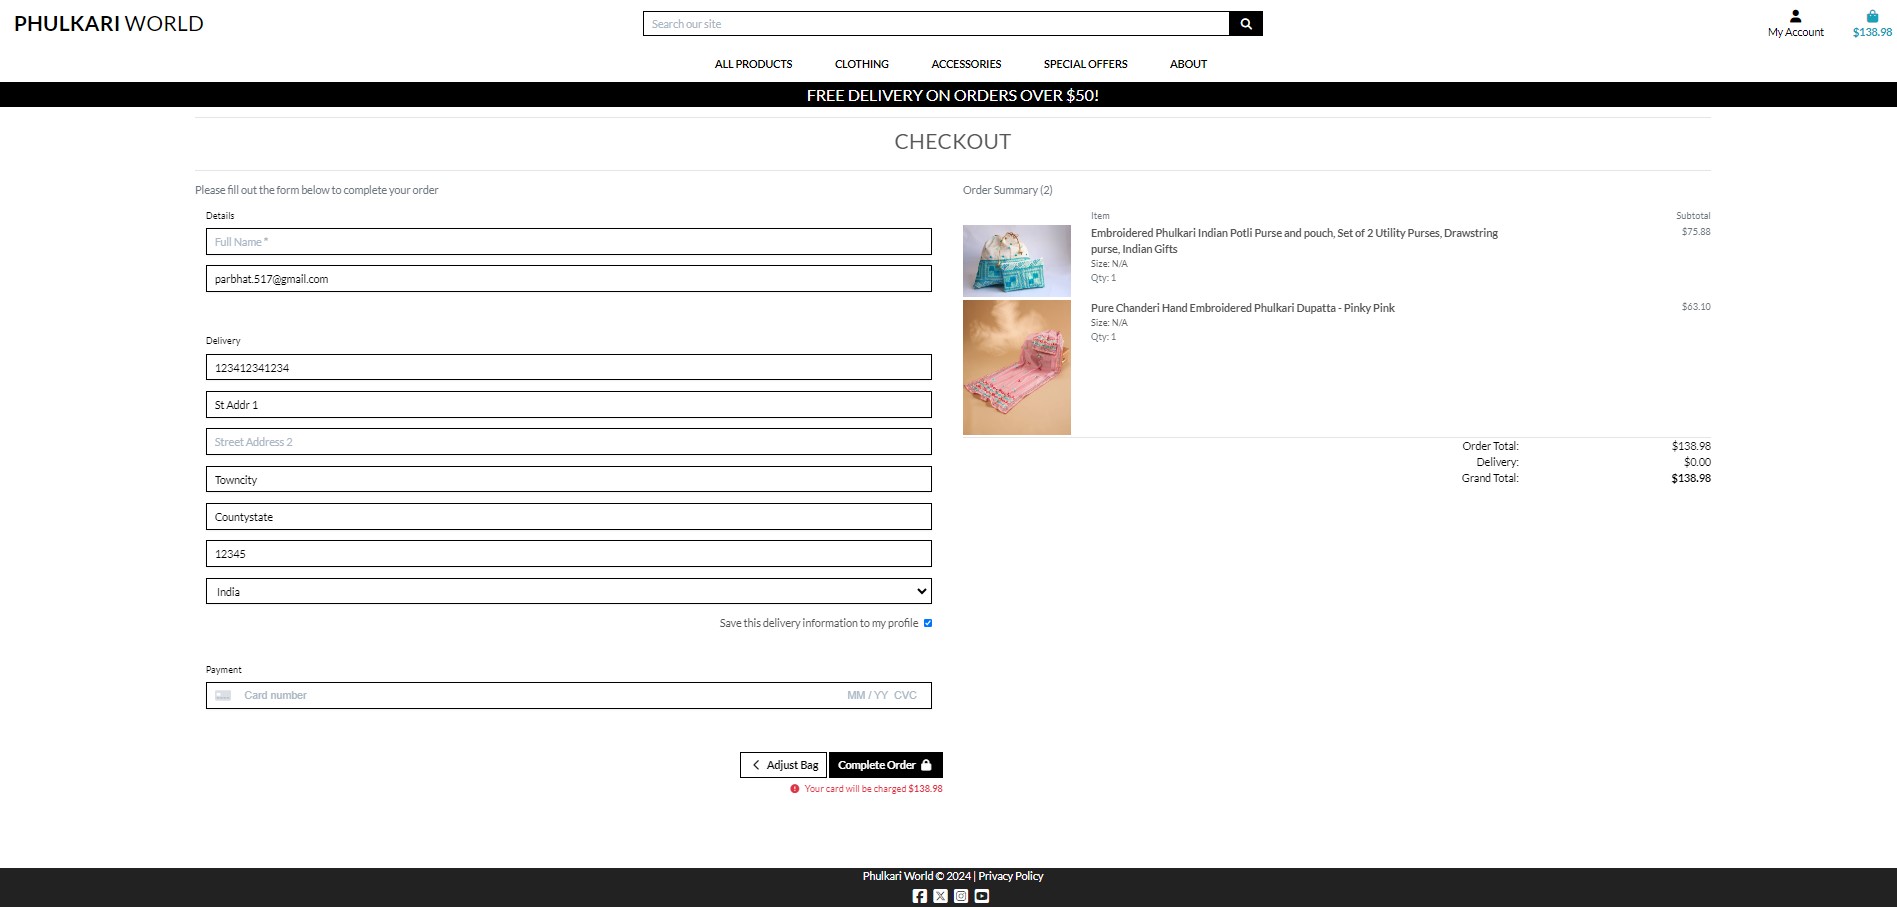 PHULKARI WORLD
Search our site
My Account
$138.98
ALL PRODUCTS CLOTHING ACCESSORIES SPECIAL OFFERS ABOUT
FREE DELIVERY ON ORDERS OVER $50!
CHECKOUT
Please fill out the form below to complete your order
Details
Full Name *
parbhat.517@gmail.com
Delivery
123412341234
St Addr 1
Street Address 2
Towncity
Countystate
12345
India
Save this delivery information to my profile
Payment
Card number MM / YY CVC
Adjust Bag Complete Order
Your card will be charged $138.98
Order Summary (2)
Item Subtotal
Embroidered Phulkari Indian Potli Purse and pouch, Set of 2 Utility Purses, Drawstring $75.88
purse, Indian Gifts
Size: N/A
Qty: 1
Pure Chanderi Hand Embroidered Phulkari Dupatta - Pinky Pink $63.10
Size: N/A
Qty: 1
Order Total: $138.98
Delivery: $0.00
Grand Total: $138.98
Phulkari World © 2024 | Privacy Policy